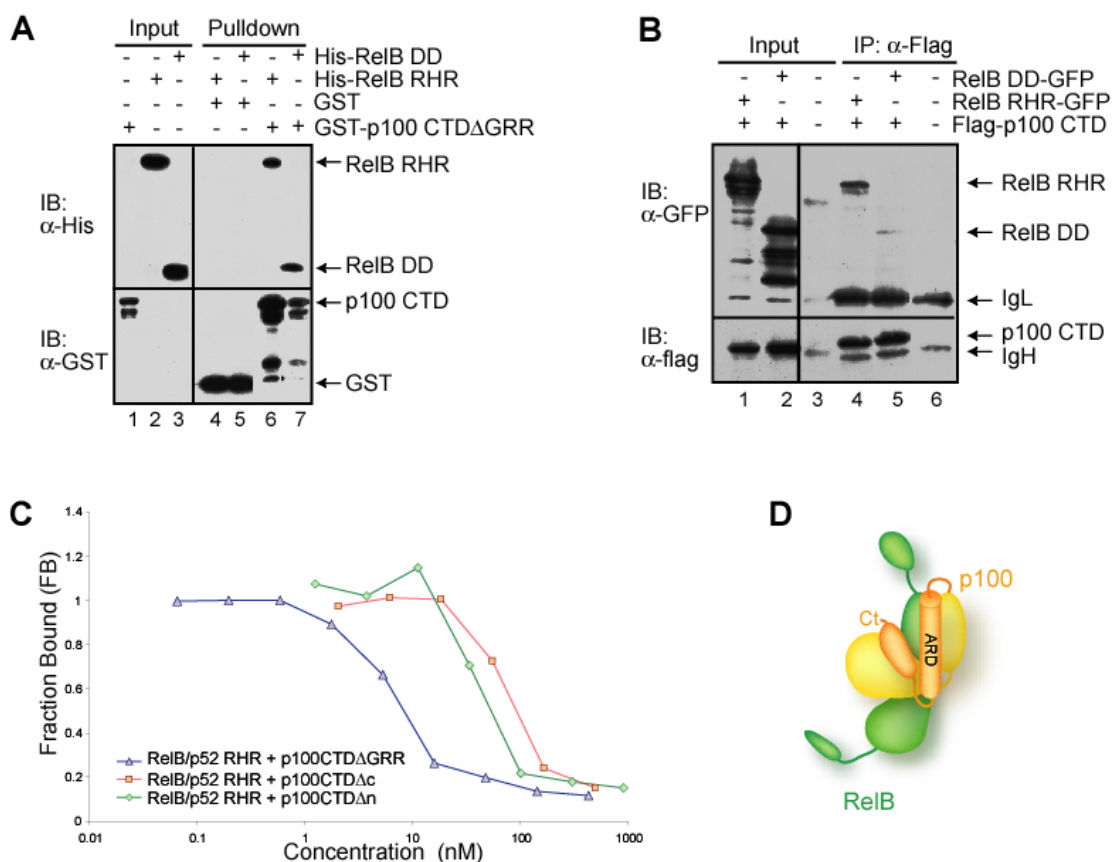 A
Input Pulldown
- - + - + - + His-RelB DD
- + - + - + - His-RelB RHR
- - - + + - - GST
+ - - - - + + GST-p100 CTDΔGRR
IB:
α-His
RelB RHR
RelB DD
IB:
α-GST
p100 CTD
GST
1 2 3 4 5 6 7
B
Input IP: α-Flag
- + - - + - RelB DD-GFP
+ - - + - - RelB RHR-GFP
+ + - + + - Flag-p100 CTD
IB:
α-GFP
RelB RHR
RelB DD
IgL
IB:
α-flag
p100 CTD
IgH
1 2 3 4 5 6
C
Fraction Bound (FB)
1.4
1.2
1
0.8
0.6
0.4
0.2
0
RelB/p52 RHR + p100CTDΔGRR
RelB/p52 RHR + p100CTDΔc
RelB/p52 RHR + p100CTDΔn
0.01 0.1 1 10 100 1000
Concentration (nM)
D
p100
Ct
ARD
RelB